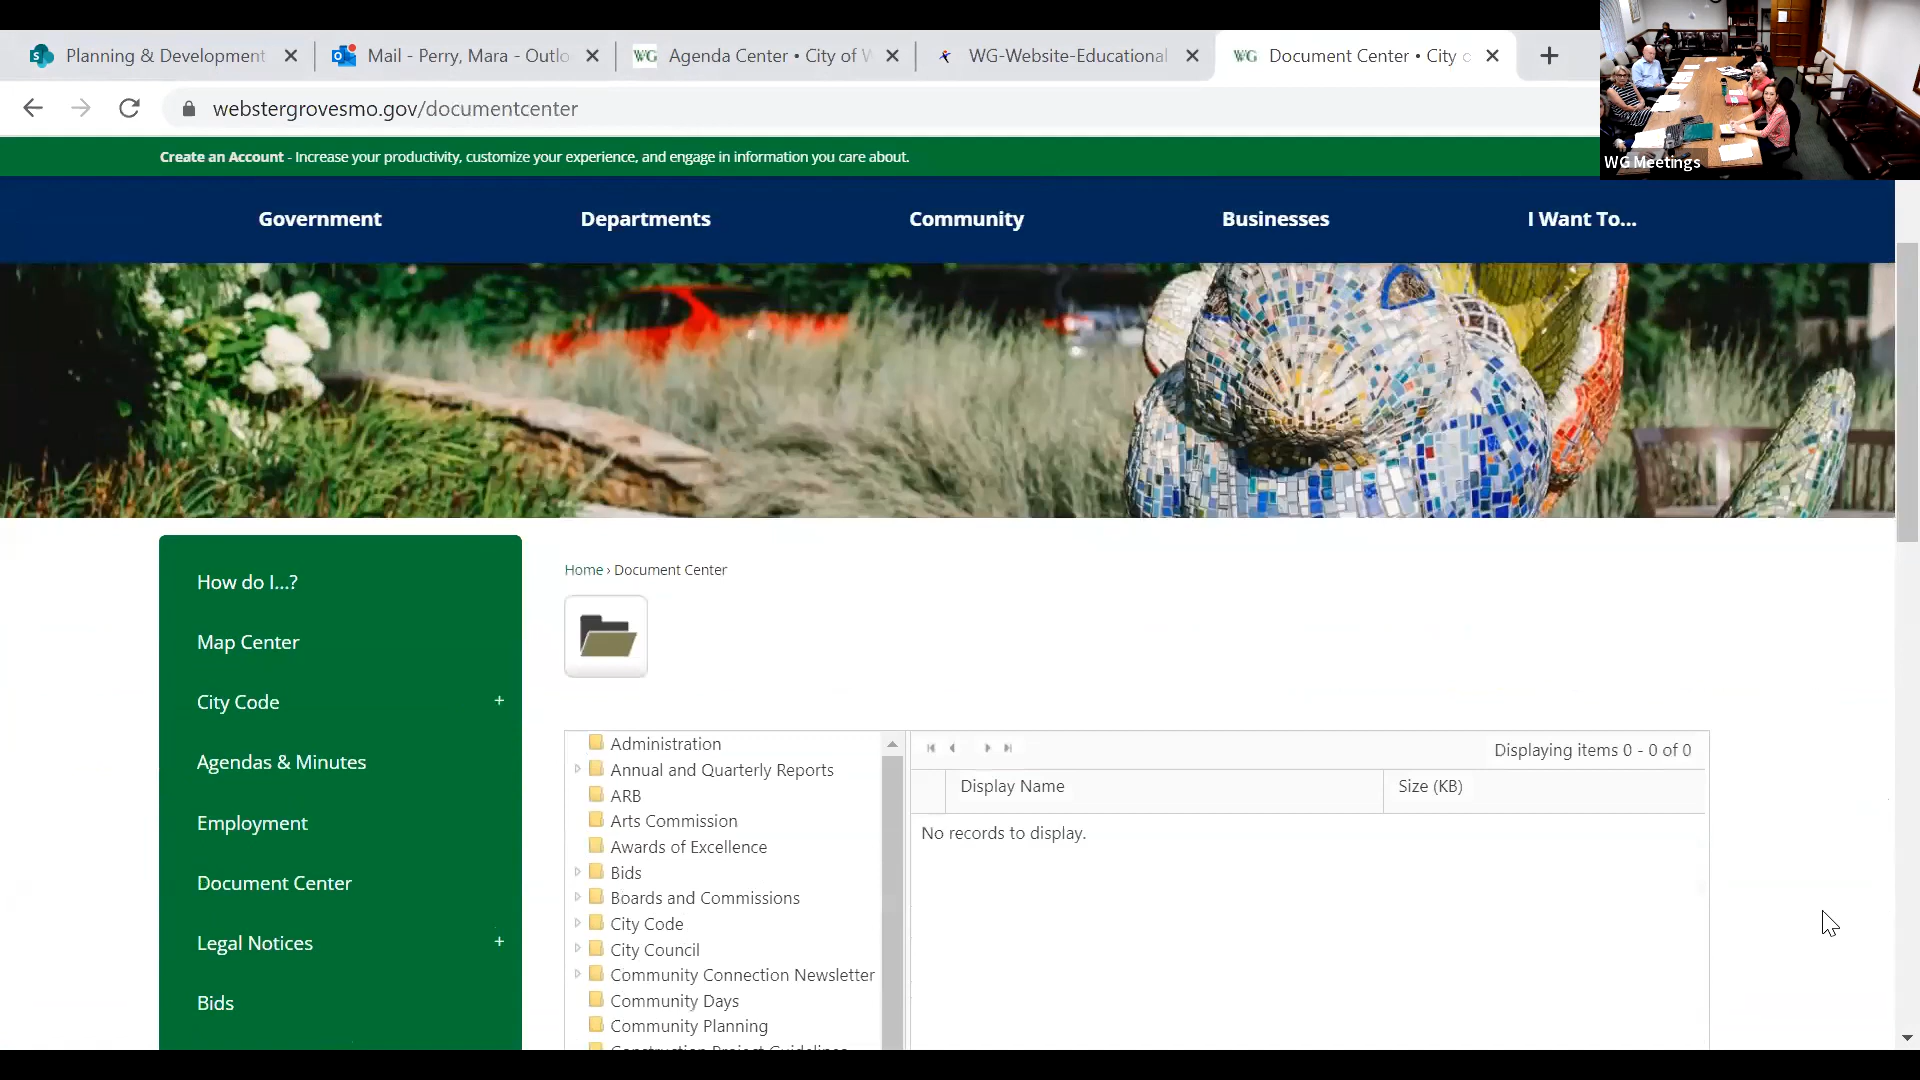 Planning & Development
Mail - Perry, Mara - Outlo
WG Agenda Center • City of W
WG-Website-Educational
WG Document Center • City o
webstergrovesmo.gov/documentcenter
Create an Account - Increase your productivity, customize your experience, and engage in information you care about.
WG Meetings
Government
Departments
Community
Businesses
I Want To...
How do I...?
Map Center
City Code +
Agendas & Minutes
Employment
Document Center
Legal Notices +
Bids
Home › Document Center
Administration
Annual and Quarterly Reports
ARB
Arts Commission
Awards of Excellence
Bids
Boards and Commissions
City Code
City Council
Community Connection Newsletter
Community Days
Community Planning
Construction Project Guidelines
Displaying items 0 - 0 of 0
Display Name
Size (KB)
No records to display.